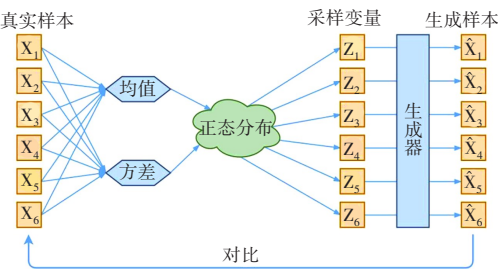 真实样本
采样变量
生成样本
X₁
X₂
X₃
X₄
X₅
X₆
均值
方差
正态分布
Z₁
Z₂
Z₃
Z₄
Z₅
Z₆
生成器
X̂₁
X̂₂
X̂₃
X̂₄
X̂₅
X̂₆
对比